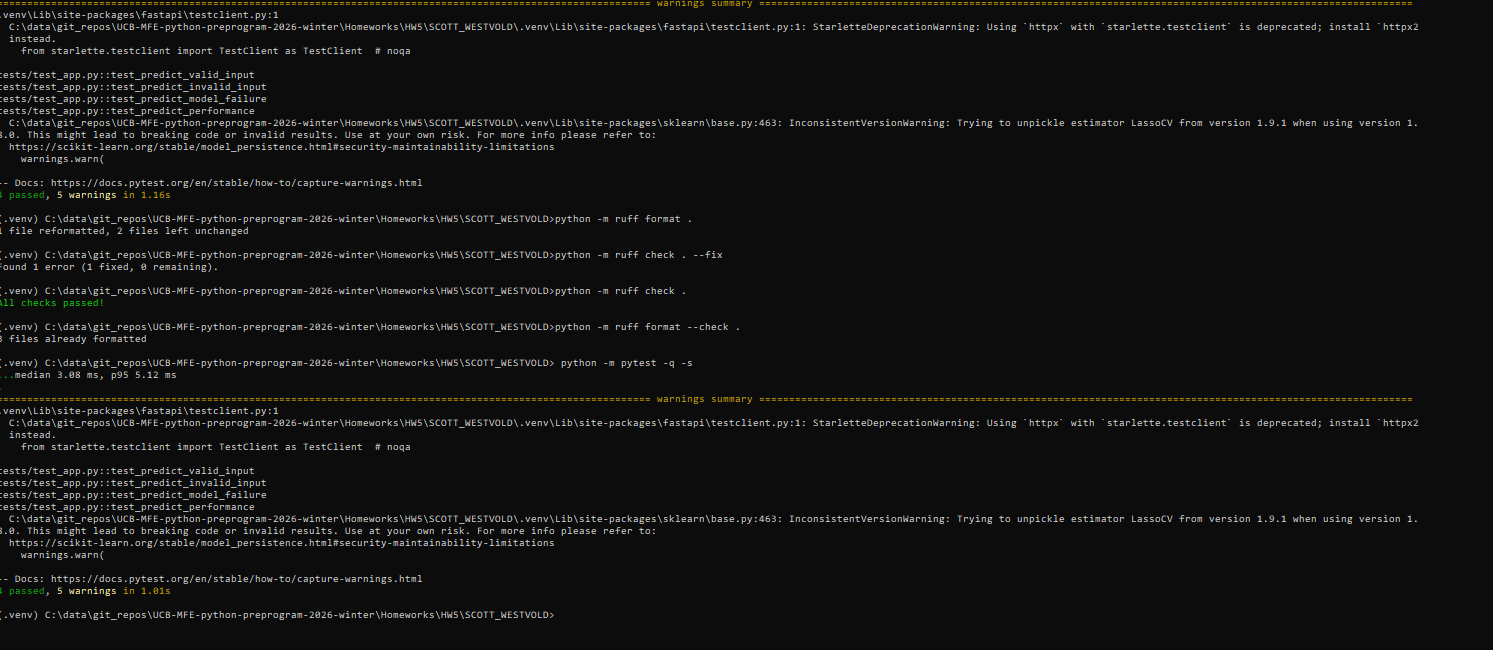 warnings summary
.venv\Lib\site-packages\fastapi\testclient.py:1
C:\data\git_repos\UCB-MFE-python-preprogram-2026-winter\Homeworks\HW5\SCOTT_WESTVOLD\.venv\Lib\site-packages\fastapi\testclient.py:1: StarletteDeprecationWarning: Using `httpx` with `starlette.testclient` is deprecated; install `httpx2
instead.
from starlette.testclient import TestClient as TestClient  # noqa
tests/test_app.py::test_predict_valid_input
tests/test_app.py::test_predict_invalid_input
tests/test_app.py::test_predict_model_failure
tests/test_app.py::test_predict_performance
C:\data\git_repos\UCB-MFE-python-preprogram-2026-winter\Homeworks\HW5\SCOTT_WESTVOLD\.venv\Lib\site-packages\sklearn\base.py:463: InconsistentVersionWarning: Trying to unpickle estimator LassoCV from version 1.9.1 when using version 1.
8.0. This might lead to breaking code or invalid results. Use at your own risk. For more info please refer to:
https://scikit-learn.org/stable/model_persistence.html#security-maintainability-limitations
warnings.warn(
-- Docs: https://docs.pytest.org/en/stable/how-to/capture-warnings.html
4 passed, 5 warnings in 1.16s
(.venv) C:\data\git_repos\UCB-MFE-python-preprogram-2026-winter\Homeworks\HW5\SCOTT_WESTVOLD>python -m ruff format .
1 file reformatted, 2 files left unchanged
(.venv) C:\data\git_repos\UCB-MFE-python-preprogram-2026-winter\Homeworks\HW5\SCOTT_WESTVOLD>python -m ruff check . --fix
Found 1 error (1 fixed, 0 remaining).
(.venv) C:\data\git_repos\UCB-MFE-python-preprogram-2026-winter\Homeworks\HW5\SCOTT_WESTVOLD>python -m ruff check .
All checks passed!
(.venv) C:\data\git_repos\UCB-MFE-python-preprogram-2026-winter\Homeworks\HW5\SCOTT_WESTVOLD>python -m ruff format --check .
3 files already formatted
(.venv) C:\data\git_repos\UCB-MFE-python-preprogram-2026-winter\Homeworks\HW5\SCOTT_WESTVOLD> python -m pytest -q -s
...median 3.08 ms, p95 5.12 ms
.
warnings summary
.venv\Lib\site-packages\fastapi\testclient.py:1
C:\data\git_repos\UCB-MFE-python-preprogram-2026-winter\Homeworks\HW5\SCOTT_WESTVOLD\.venv\Lib\site-packages\fastapi\testclient.py:1: StarletteDeprecationWarning: Using `httpx` with `starlette.testclient` is deprecated; install `httpx2
instead.
from starlette.testclient import TestClient as TestClient  # noqa
tests/test_app.py::test_predict_valid_input
tests/test_app.py::test_predict_invalid_input
tests/test_app.py::test_predict_model_failure
tests/test_app.py::test_predict_performance
C:\data\git_repos\UCB-MFE-python-preprogram-2026-winter\Homeworks\HW5\SCOTT_WESTVOLD\.venv\Lib\site-packages\sklearn\base.py:463: InconsistentVersionWarning: Trying to unpickle estimator LassoCV from version 1.9.1 when using version 1.
8.0. This might lead to breaking code or invalid results. Use at your own risk. For more info please refer to:
https://scikit-learn.org/stable/model_persistence.html#security-maintainability-limitations
warnings.warn(
-- Docs: https://docs.pytest.org/en/stable/how-to/capture-warnings.html
4 passed, 5 warnings in 1.01s
(.venv) C:\data\git_repos\UCB-MFE-python-preprogram-2026-winter\Homeworks\HW5\SCOTT_WESTVOLD>